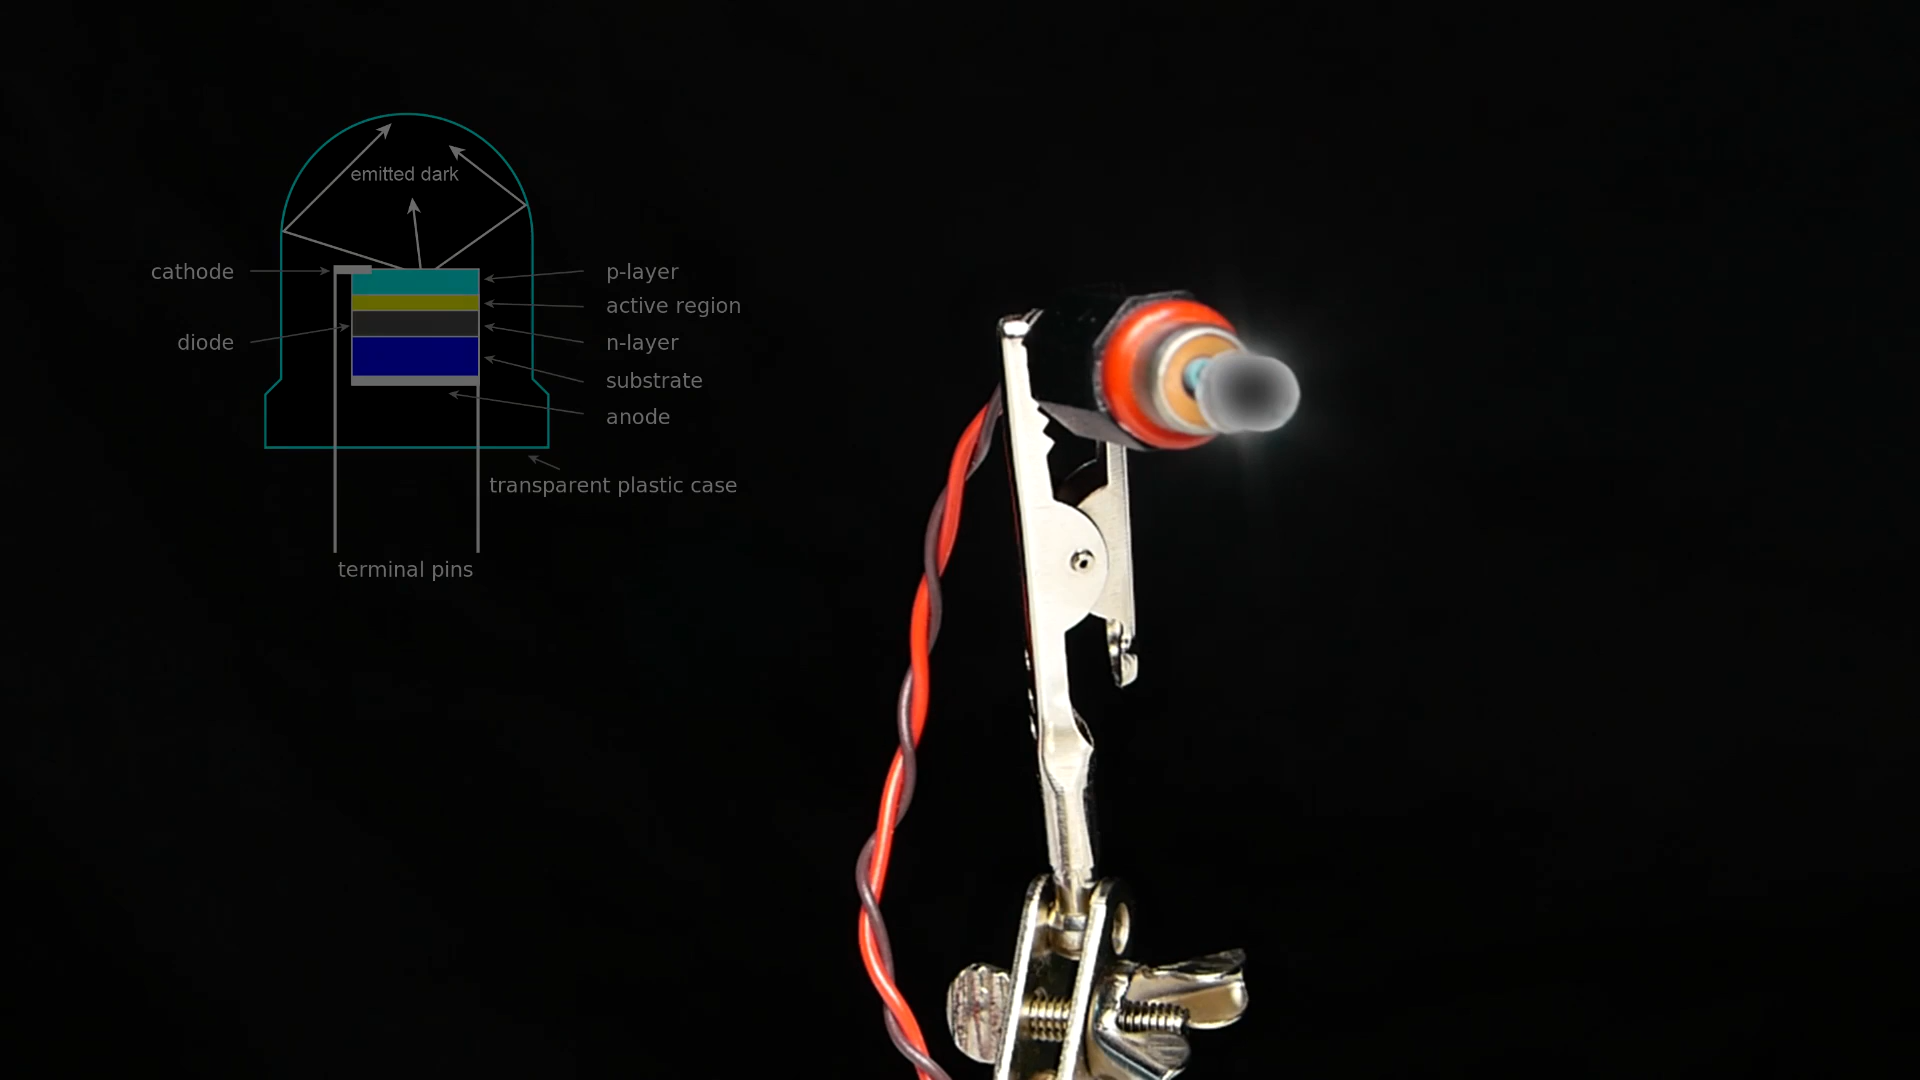 emitted dark
cathode
p-layer
active region
diode
n-layer
substrate
anode
transparent plastic case
terminal pins